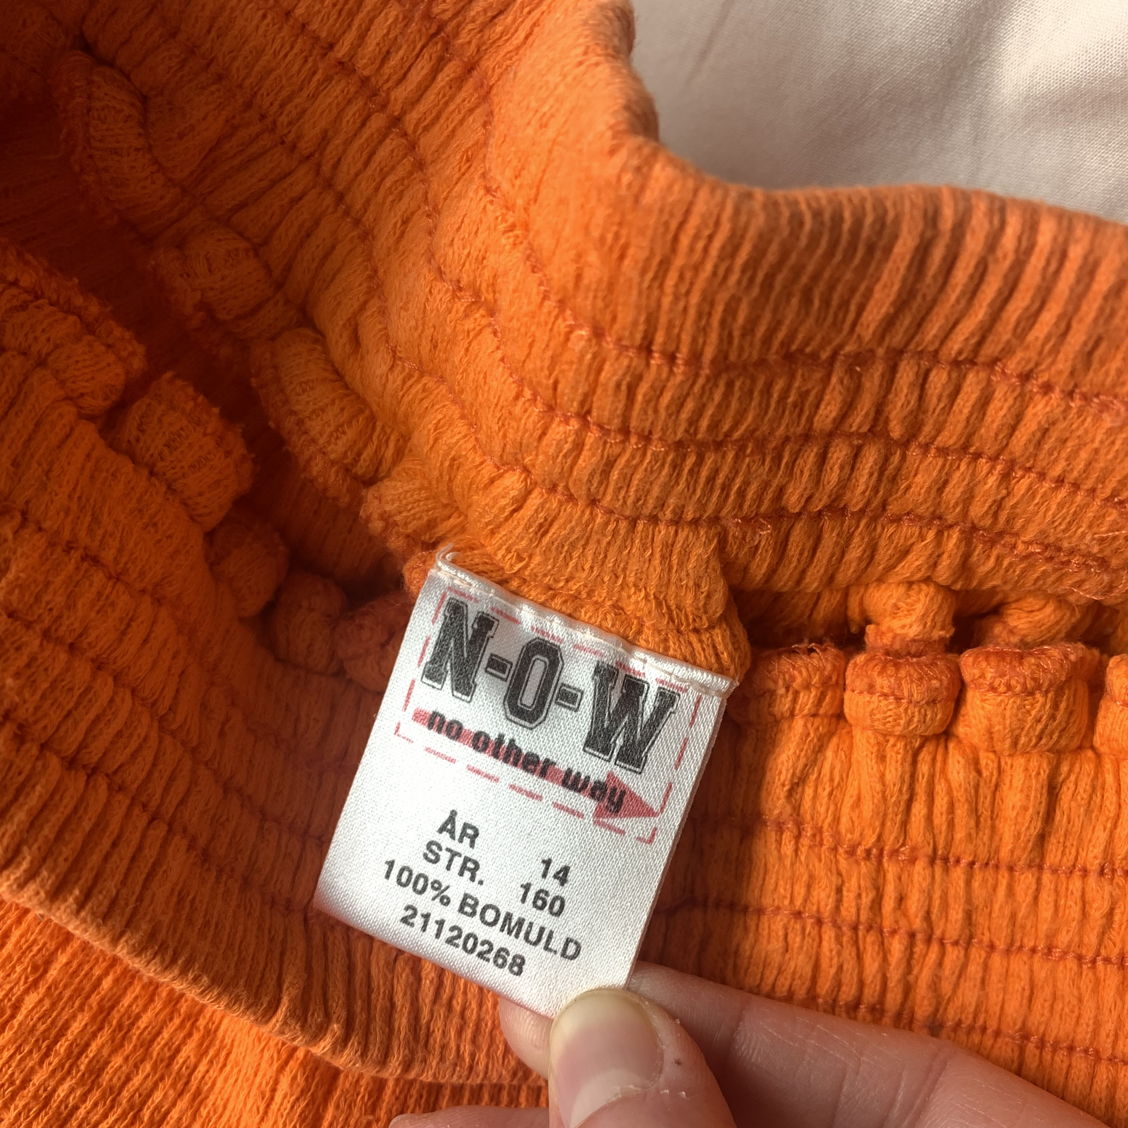 N-O-W
no other way
ÅR 14
STR. 160
100% BOMULD
21120268